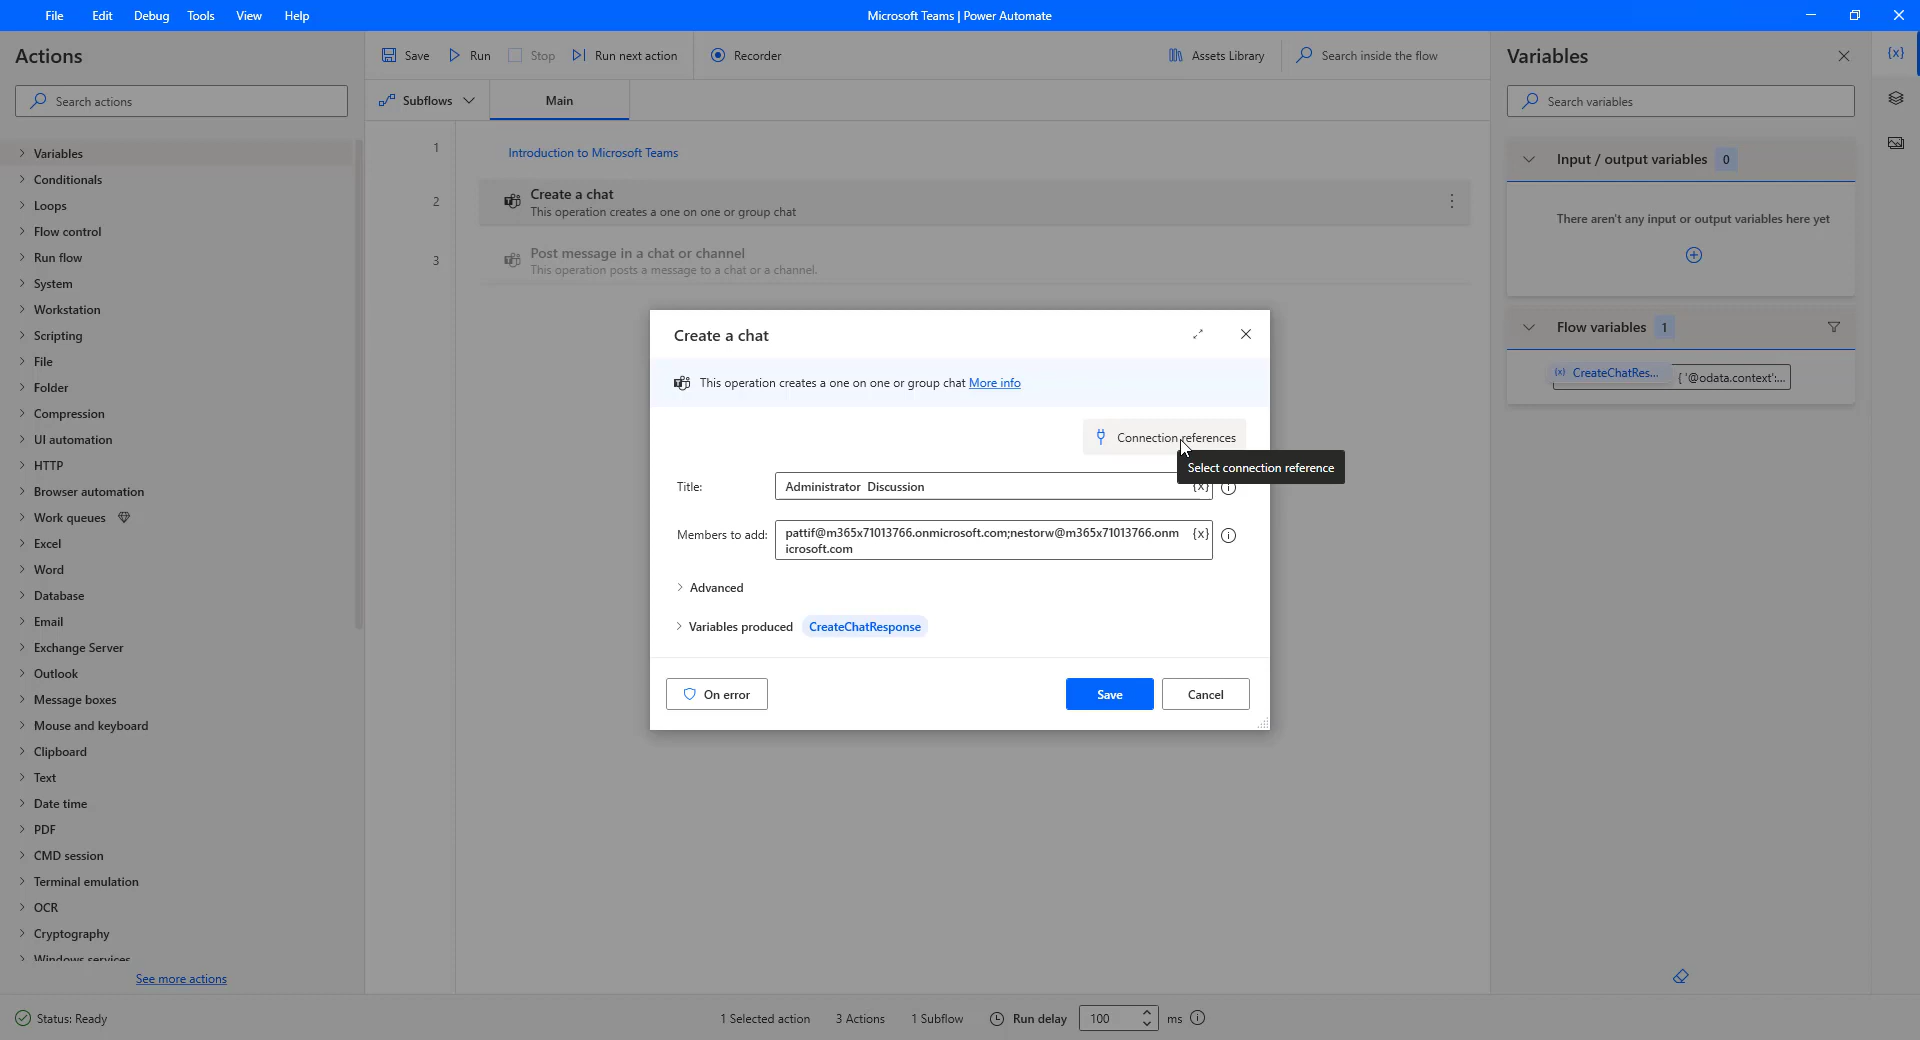 File
Edit
Debug
Tools
View
Help
Microsoft Teams | Power Automate
Actions
Search actions
Variables
Conditionals
Loops
Flow control
Run flow
System
Workstation
Scripting
File
Folder
Compression
UI automation
HTTP
Browser automation
Work queues
Excel
Word
Database
Email
Exchange Server
Outlook
Message boxes
Mouse and keyboard
Clipboard
Text
Date time
PDF
CMD session
Terminal emulation
OCR
Cryptography
Windows services
See more actions
Save
Run
Stop
Run next action
Recorder
Assets Library
Search inside the flow
Subflows
Main
1
Introduction to Microsoft Teams
2
Create a chat
This operation creates a one on one or group chat
3
Post message in a chat or channel
This operation posts a message to a chat or a channel.
Create a chat
This operation creates a one on one or group chat More info
Connection references
Select connection reference
Title:
Administrator Discussion
{x}
Members to add:
pattif@m365x71013766.onmicrosoft.com;nestorw@m365x71013766.onm
icrosoft.com
{x}
Advanced
Variables produced CreateChatResponse
On error
Save
Cancel
Variables
{x}
Search variables
Input / output variables 0
There aren't any input or output variables here yet
Flow variables 1
(x) CreateChatRes...
{ '@odata.context':...
Status: Ready
1 Selected action
3 Actions
1 Subflow
Run delay
100
ms